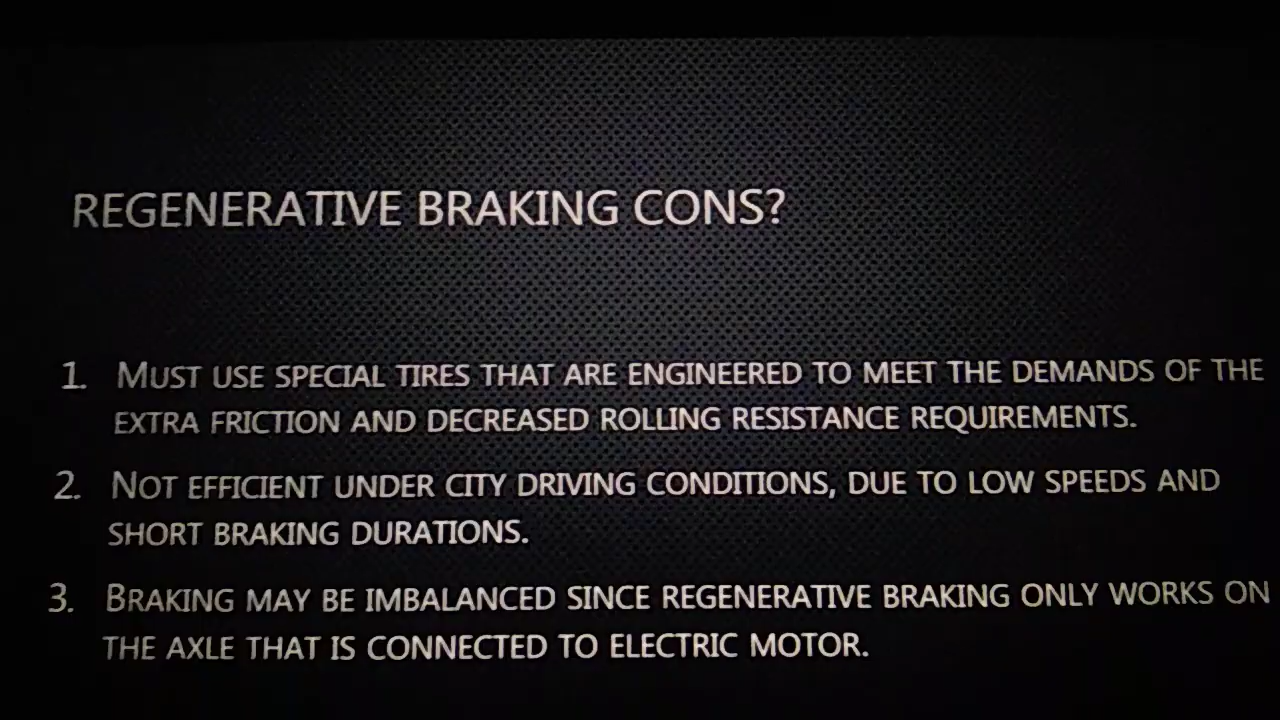 REGENERATIVE BRAKING CONS?
1. MUST USE SPECIAL TIRES THAT ARE ENGINEERED TO MEET THE DEMANDS OF THE
EXTRA FRICTION AND DECREASED ROLLING RESISTANCE REQUIREMENTS.
2. NOT EFFICIENT UNDER CITY DRIVING CONDITIONS, DUE TO LOW SPEEDS AND
SHORT BRAKING DURATIONS.
3. BRAKING MAY BE IMBALANCED SINCE REGENERATIVE BRAKING ONLY WORKS ON
THE AXLE THAT IS CONNECTED TO ELECTRIC MOTOR.